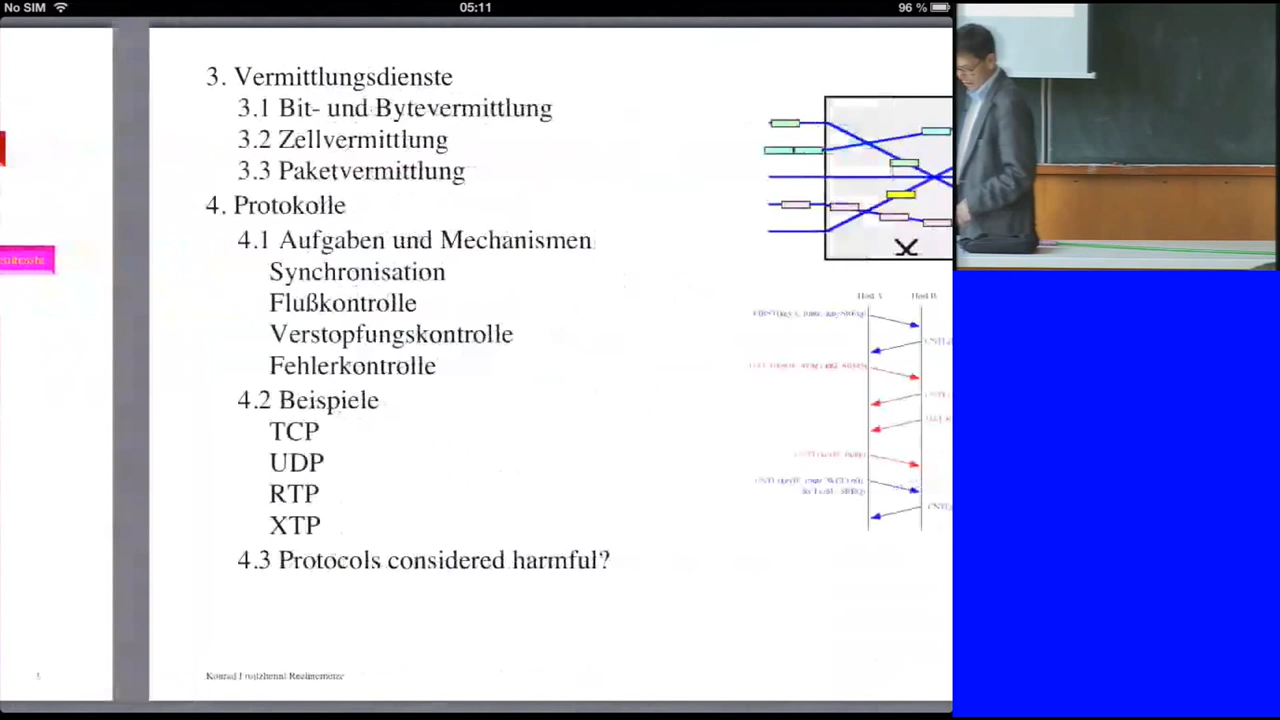 No SIM
05:11
96 %
3. Vermittlungsdienste
3.1 Bit- und Bytevermittlung
3.2 Zellvermittlung
3.3 Paketvermittlung
4. Protokolle
4.1 Aufgaben und Mechanismen
Synchronisation
Flußkontrolle
Verstopfungskontrolle
Fehlerkontrolle
4.2 Beispiele
TCP
UDP
RTP
XTP
4.3 Protocols considered harmful?
X
Host A
Host B
Konrad